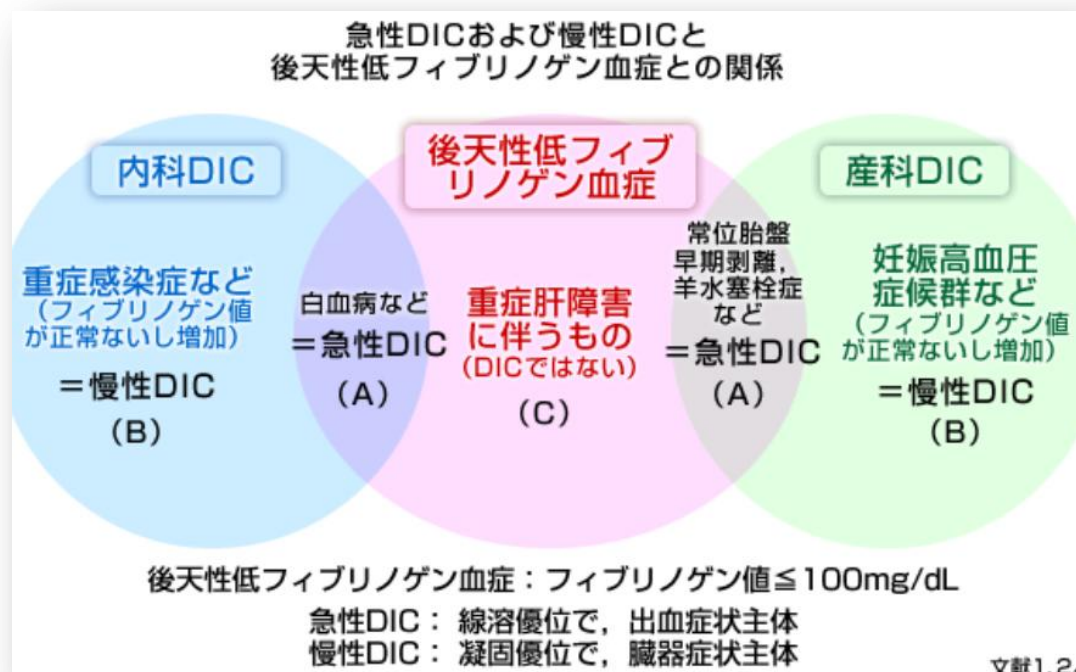 急性DICおよび慢性DICと
後天性低フィブリノゲン血症との関係
内科DIC
重症感染症など
（フィブリノゲン値
が正常ないし増加）
＝慢性DIC
（B）
白血病など
＝急性DIC
（A）
後天性低フィブ
リノゲン血症
重症肝障害
に伴うもの
（DICではない）
（C）
常位胎盤
早期剥離，
羊水塞栓症
など
＝急性DIC
（A）
産科DIC
妊娠高血圧
症候群など
（フィブリノゲン値
が正常ないし増加）
＝慢性DIC
（B）
後天性低フィブリノゲン血症：フィブリノゲン値≦100mg/dL
急性DIC： 線溶優位で，出血症状主体
慢性DIC： 凝固優位で，臓器症状主体
文献1, 2